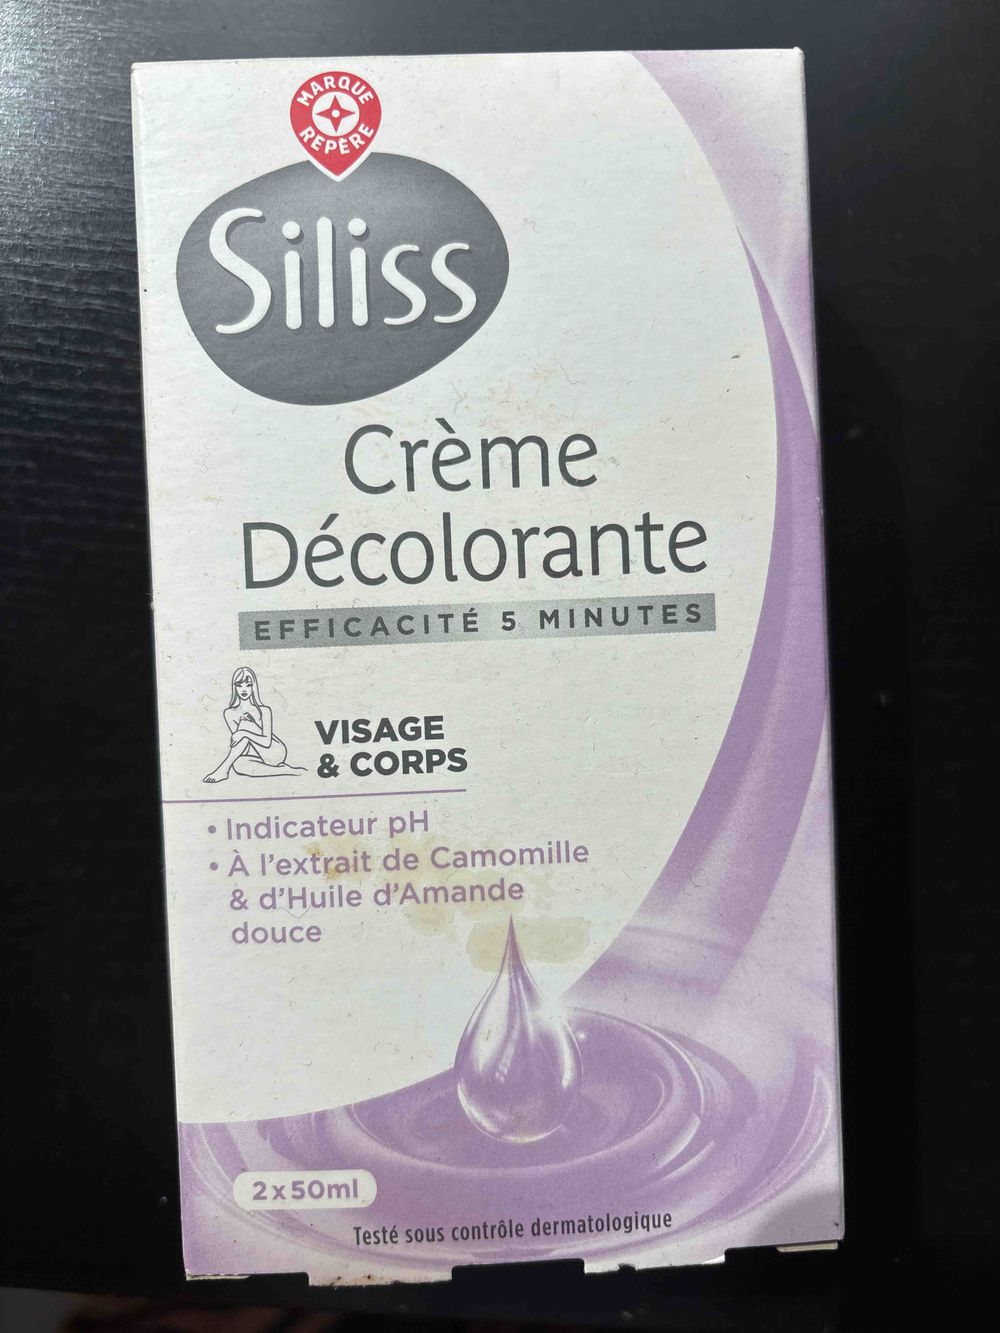 MARQUE
REPÈRE
Siliss
Crème
Décolorante
EFFICACITÉ 5 MINUTES
VISAGE
& CORPS
• Indicateur pH
• À l'extrait de Camomille
& d'Huile d'Amande
douce
2x50ml
Testé sous contrôle dermatologique